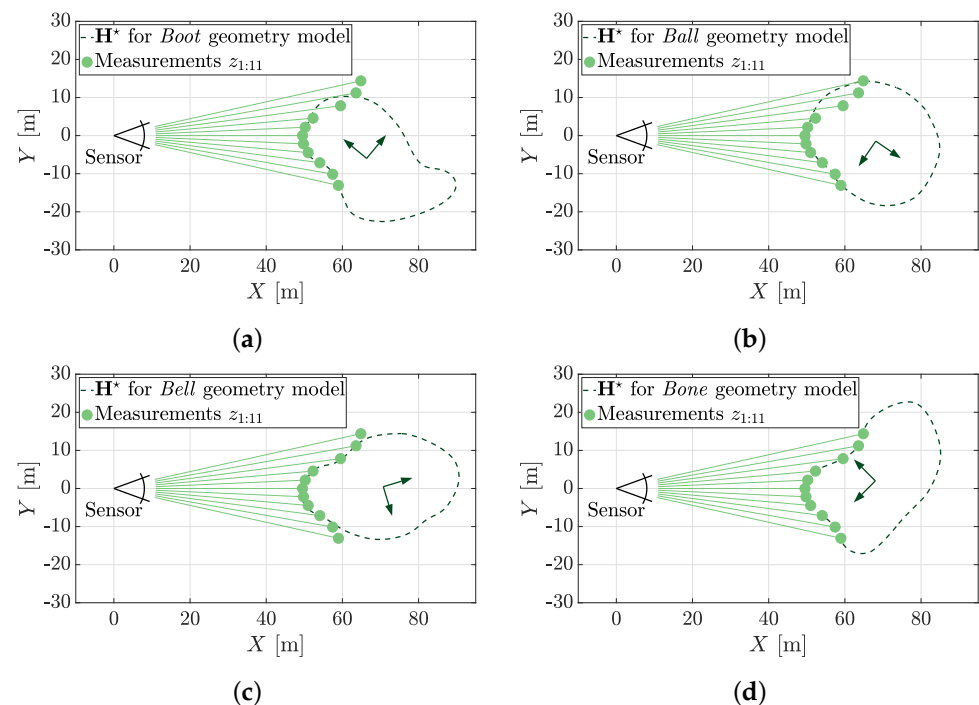 30
20
10
0
-10
-20
-30
Y [m]
H⋆ for Boot geometry model
Measurements z1:11
Sensor
0 20 40 60 80
X [m]
(a)
30
20
10
0
-10
-20
-30
Y [m]
H⋆ for Ball geometry model
Measurements z1:11
Sensor
0 20 40 60 80
X [m]
(b)
30
20
10
0
-10
-20
-30
Y [m]
H⋆ for Bell geometry model
Measurements z1:11
Sensor
0 20 40 60 80
X [m]
(c)
30
20
10
0
-10
-20
-30
Y [m]
H⋆ for Bone geometry model
Measurements z1:11
Sensor
0 20 40 60 80
X [m]
(d)